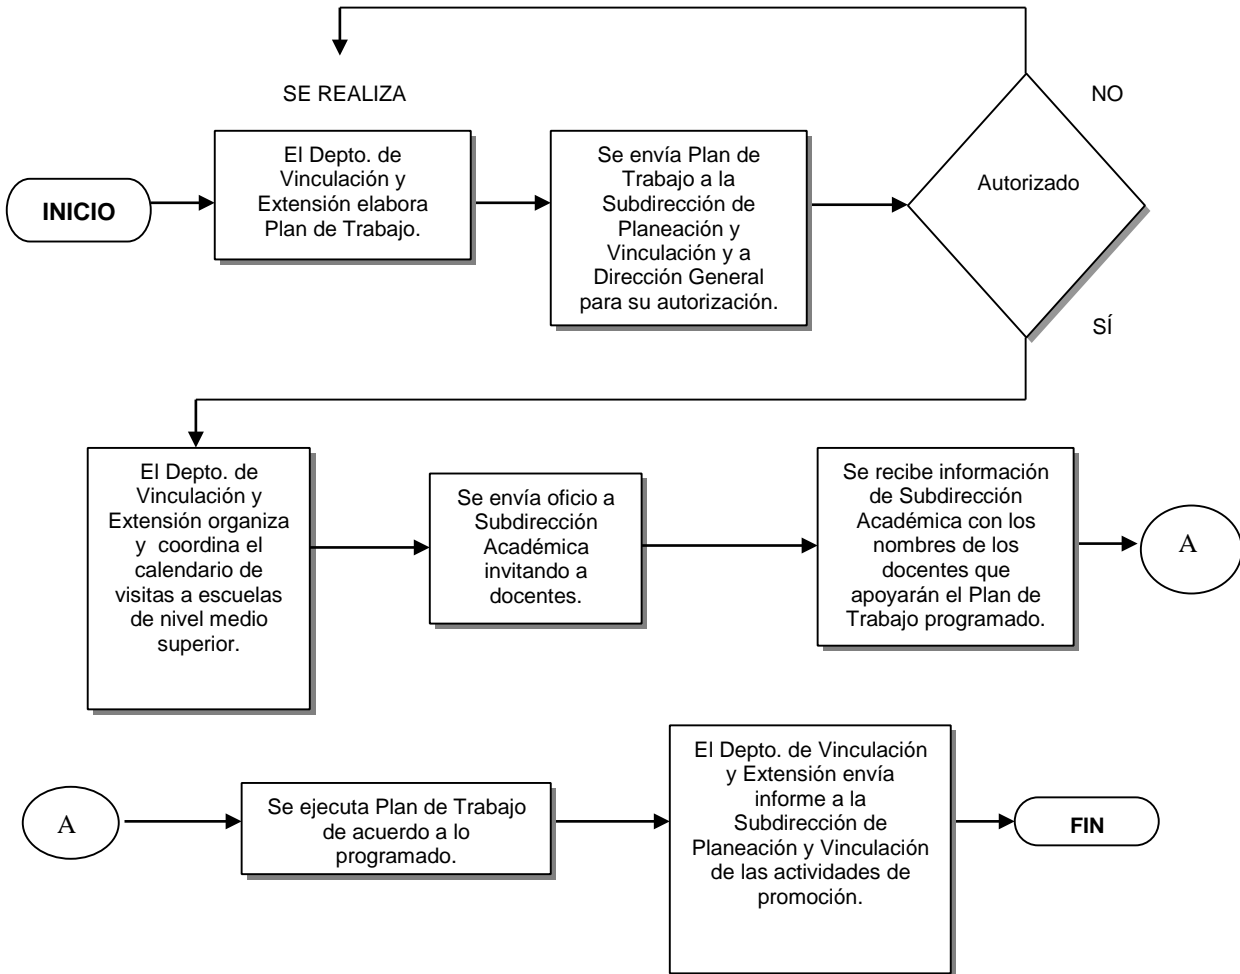 SE REALIZA
NO
INICIO
El Depto. de
Vinculación y
Extensión elabora
Plan de Trabajo.
Se envía Plan de
Trabajo a la
Subdirección de
Planeación y
Vinculación y a
Dirección General
para su autorización.
Autorizado
SÍ
El Depto. de
Vinculación y
Extensión organiza
y coordina el
calendario de
visitas a escuelas
de nivel medio
superior.
Se envía oficio a
Subdirección
Académica
invitando a
docentes.
Se recibe información
de Subdirección
Académica con los
nombres de los
docentes que
apoyarán el Plan de
Trabajo programado.
A
A
Se ejecuta Plan de Trabajo
de acuerdo a lo
programado.
El Depto. de Vinculación
y Extensión envía
informe a la
Subdirección de
Planeación y Vinculación
de las actividades de
promoción.
FIN